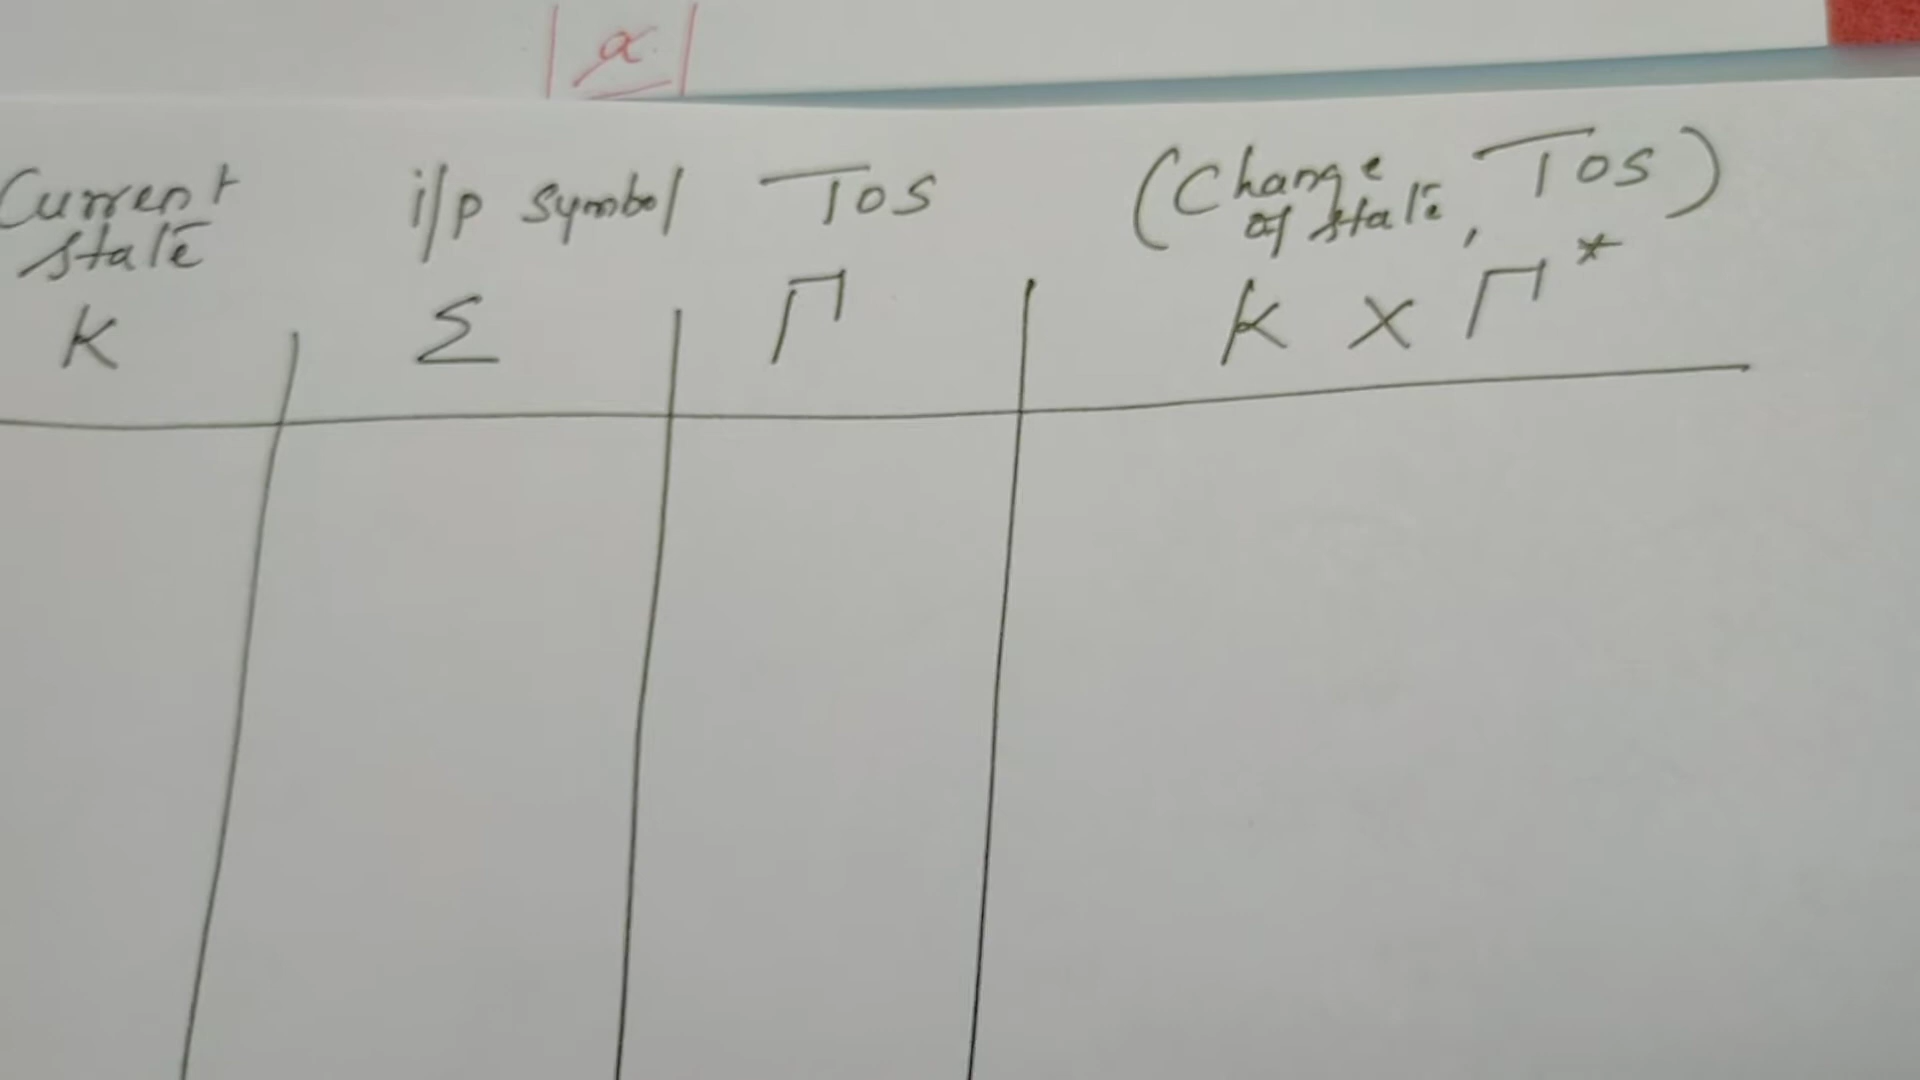 |α|
Current state i/p symbol TOS (Change of state, TOS)
K Σ Γ K × Γ*